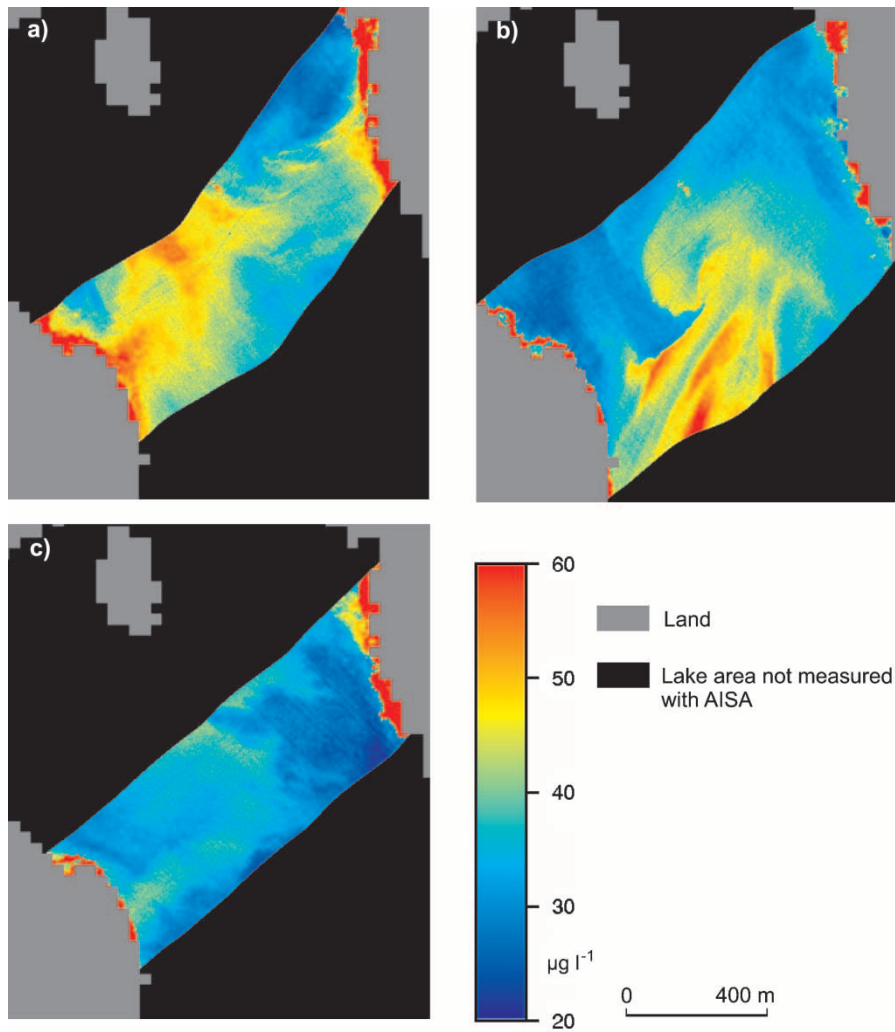 a)
b)
c)
60
50
40
30
µg l⁻¹
20
Land
Lake area not measured
with AISA
0 400 m